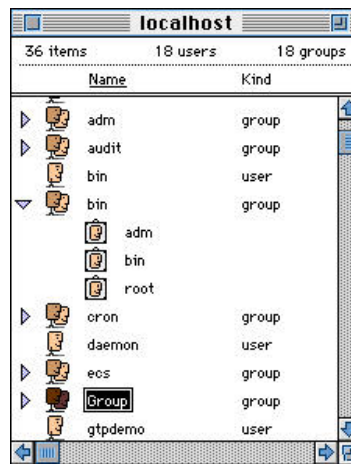 localhost
36 items 18 users 18 groups
Name Kind
adm group
audit group
bin user
bin group
adm
bin
root
cron group
daemon user
ecs group
Group group
gtpdemo user